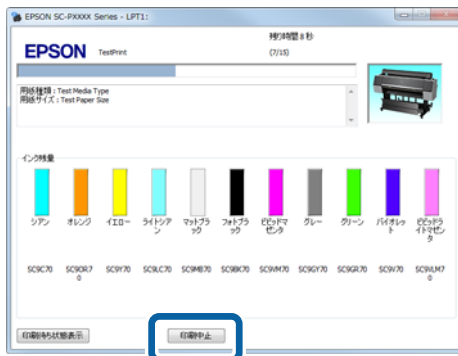 EPSON SC-PXXXX Series - LPT1:
残り時間 8 秒
EPSON TestPrint (7/15)
用紙種類 : Test Media Type
用紙サイズ : Test Paper Size
インク残量
シアン オレンジ イエロー ライトシアン マットブラック フォトブラック ビビッドマゼンタ グレー グリーン バイオレット ビビッドライトマゼンタ
SC9C70 SC9OR70 SC9Y70 SC9LC70 SC9MB70 SC9BK70 SC9VM70 SC9GY70 SC9GR70 SC9V70 SC9VLM70
印刷待ち状態表示 印刷中止